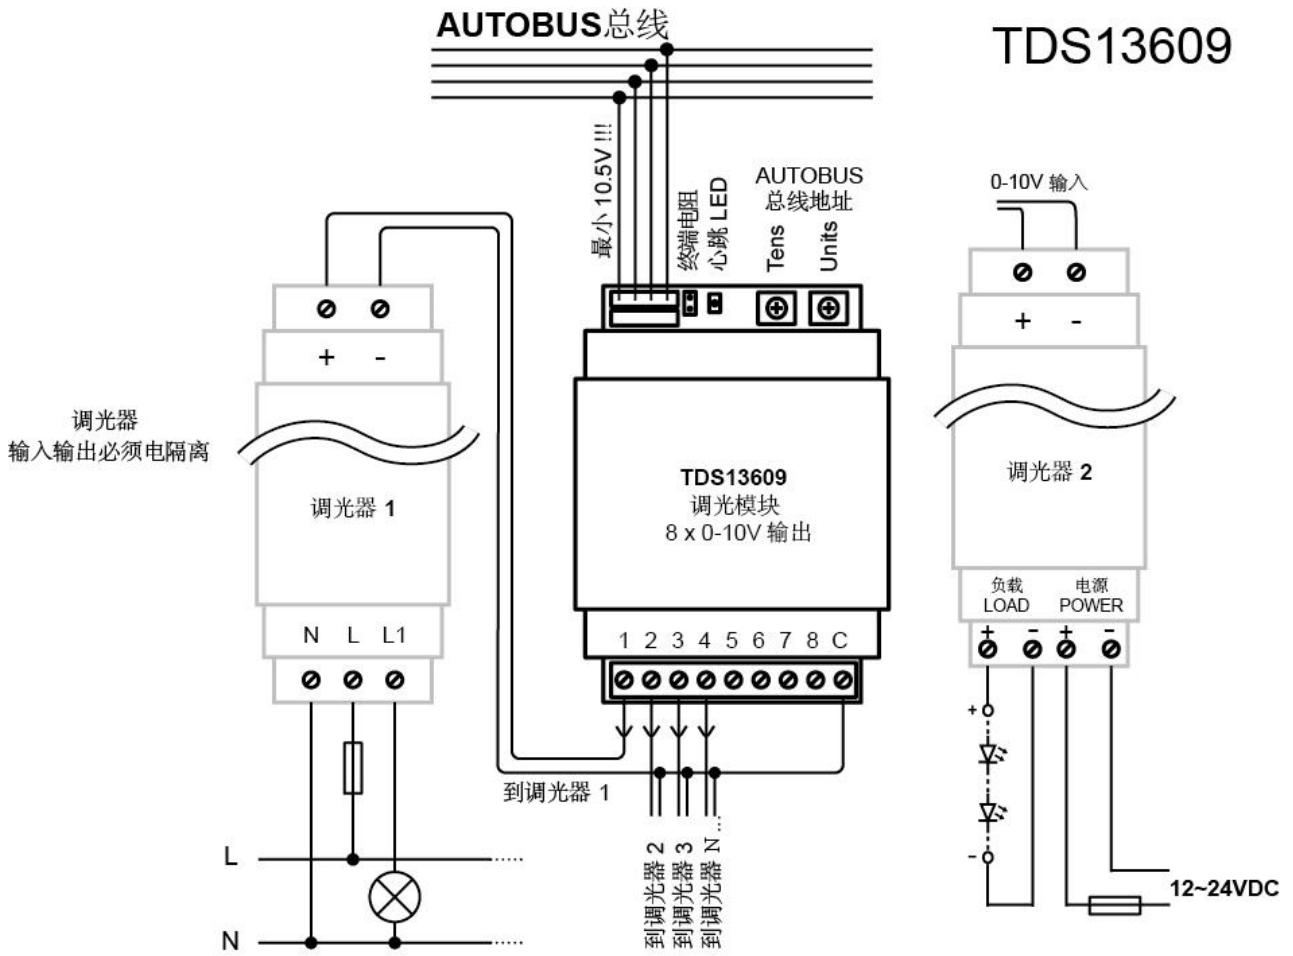 AUTOBUS总线
TDS13609
最小 10.5V !!!
终端电阻
心跳 LED
AUTOBUS
总线地址
Tens
Units
0-10V 输入
+ -
+ -
调光器
输入输出必须电隔离
调光器 1
TDS13609
调光模块
8 x 0-10V 输出
调光器 2
负载
LOAD
电源
POWER
+ - + -
N L L1
1 2 3 4 5 6 7 8 C
+
-
到调光器 1
到调光器 2
到调光器 3
到调光器 N ...
L
N
12~24VDC